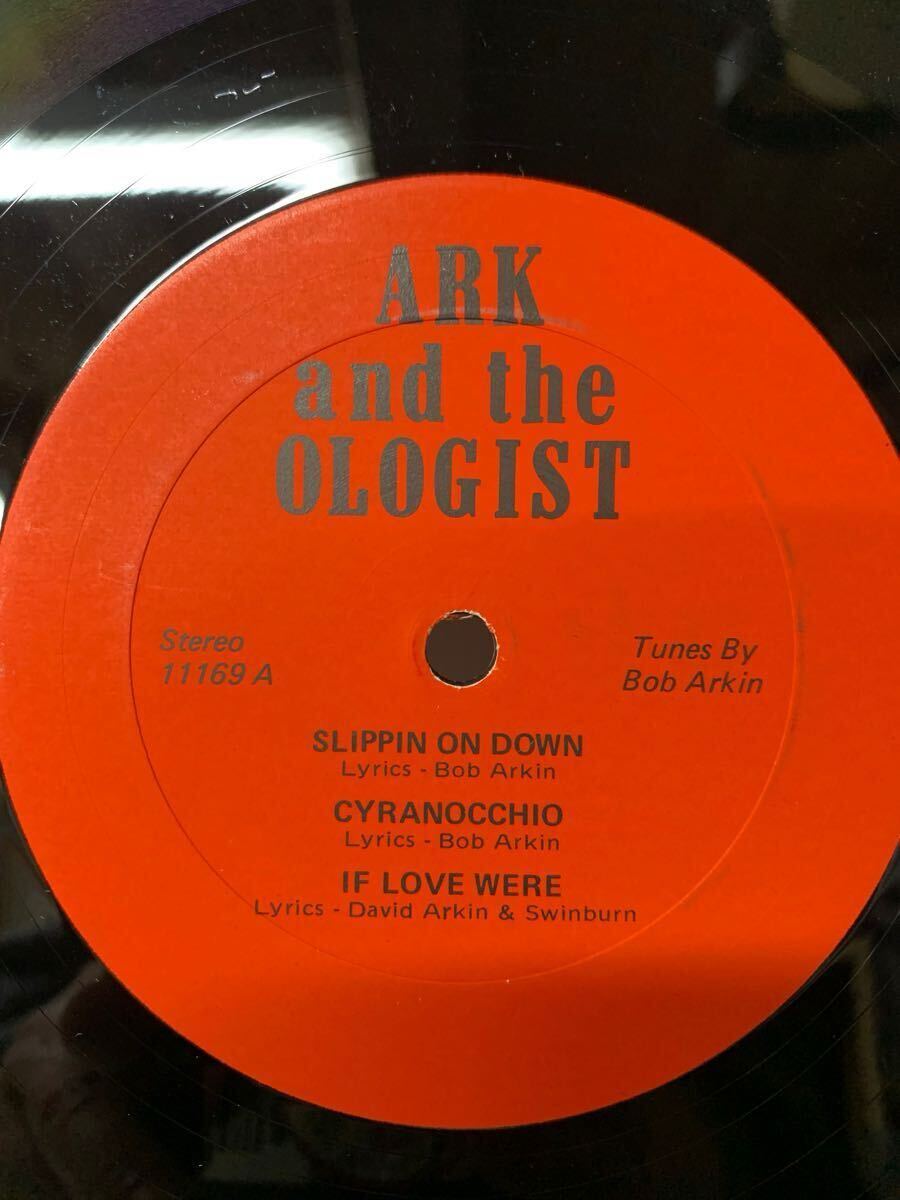 ARK
and the
OLOGIST
Stereo
11169 A
Tunes By
Bob Arkin
SLIPPIN ON DOWN
Lyrics - Bob Arkin
CYRANOCCHIO
Lyrics - Bob Arkin
IF LOVE WERE
Lyrics - David Arkin & Swinburn